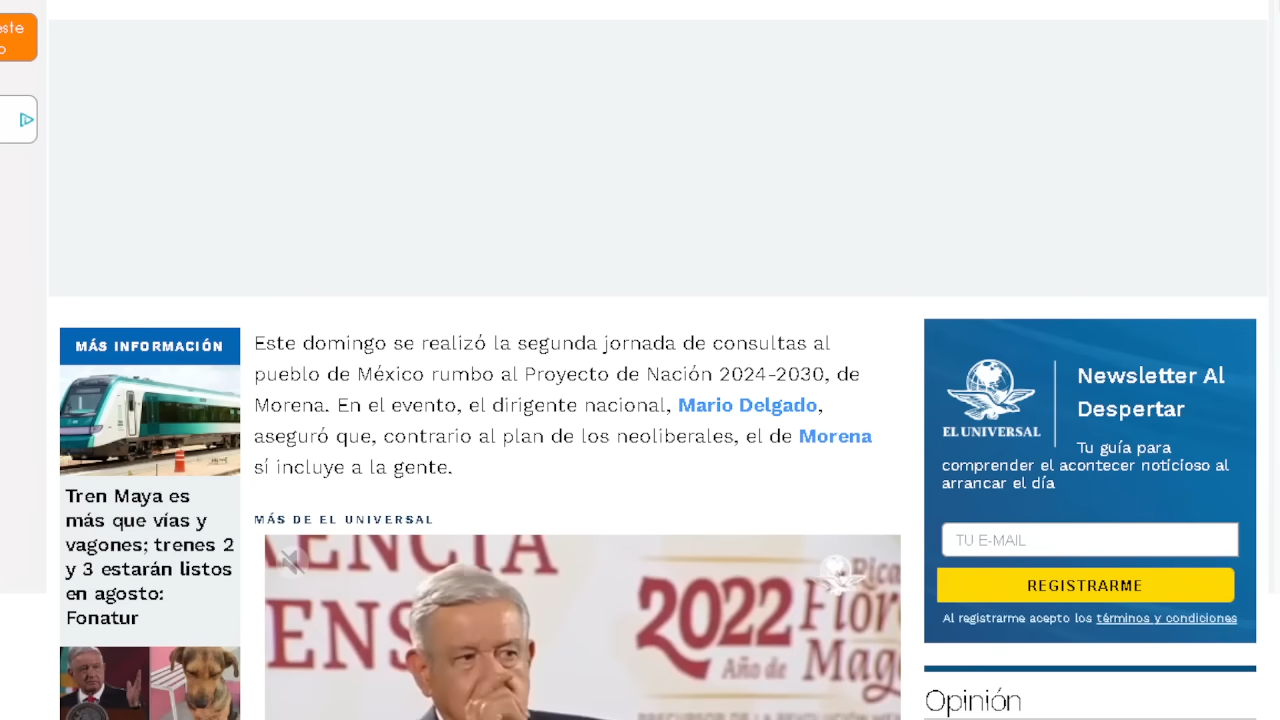 este
MÁS INFORMACIÓN
Tren Maya es
más que vías y
vagones; trenes 2
y 3 estarán listos
en agosto:
Fonatur
Este domingo se realizó la segunda jornada de consultas al
pueblo de México rumbo al Proyecto de Nación 2024-2030, de
Morena. En el evento, el dirigente nacional, Mario Delgado,
aseguró que, contrario al plan de los neoliberales, el de Morena
sí incluye a la gente.
MÁS DE EL UNIVERSAL
2022
Año de
Flor
Mag
EL UNIVERSAL
Newsletter Al
Despertar
Tu guía para
comprender el acontecer noticioso al
arrancar el día
TU E-MAIL
REGISTRARME
Al registrarme acepto los términos y condiciones
Opinión